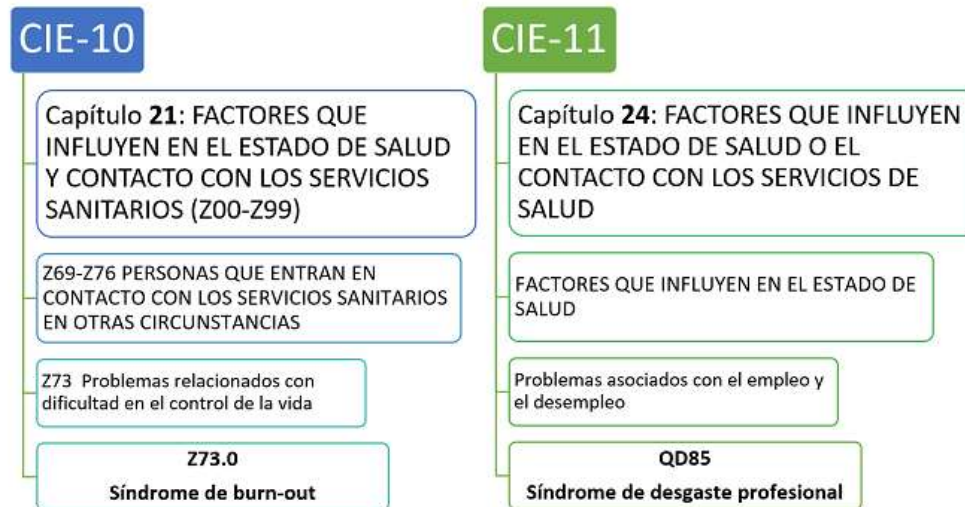 CIE-10
Capítulo 21: FACTORES QUE
INFLUYEN EN EL ESTADO DE SALUD
Y CONTACTO CON LOS SERVICIOS
SANITARIOS (Z00-Z99)
Z69-Z76 PERSONAS QUE ENTRAN EN
CONTACTO CON LOS SERVICIOS SANITARIOS
EN OTRAS CIRCUNSTANCIAS
Z73 Problemas relacionados con
dificultad en el control de la vida
Z73.0
Síndrome de burn-out
CIE-11
Capítulo 24: FACTORES QUE INFLUYEN
EN EL ESTADO DE SALUD O EL
CONTACTO CON LOS SERVICIOS DE
SALUD
FACTORES QUE INFLUYEN EN EL ESTADO DE
SALUD
Problemas asociados con el empleo y
el desempleo
QD85
Síndrome de desgaste profesional